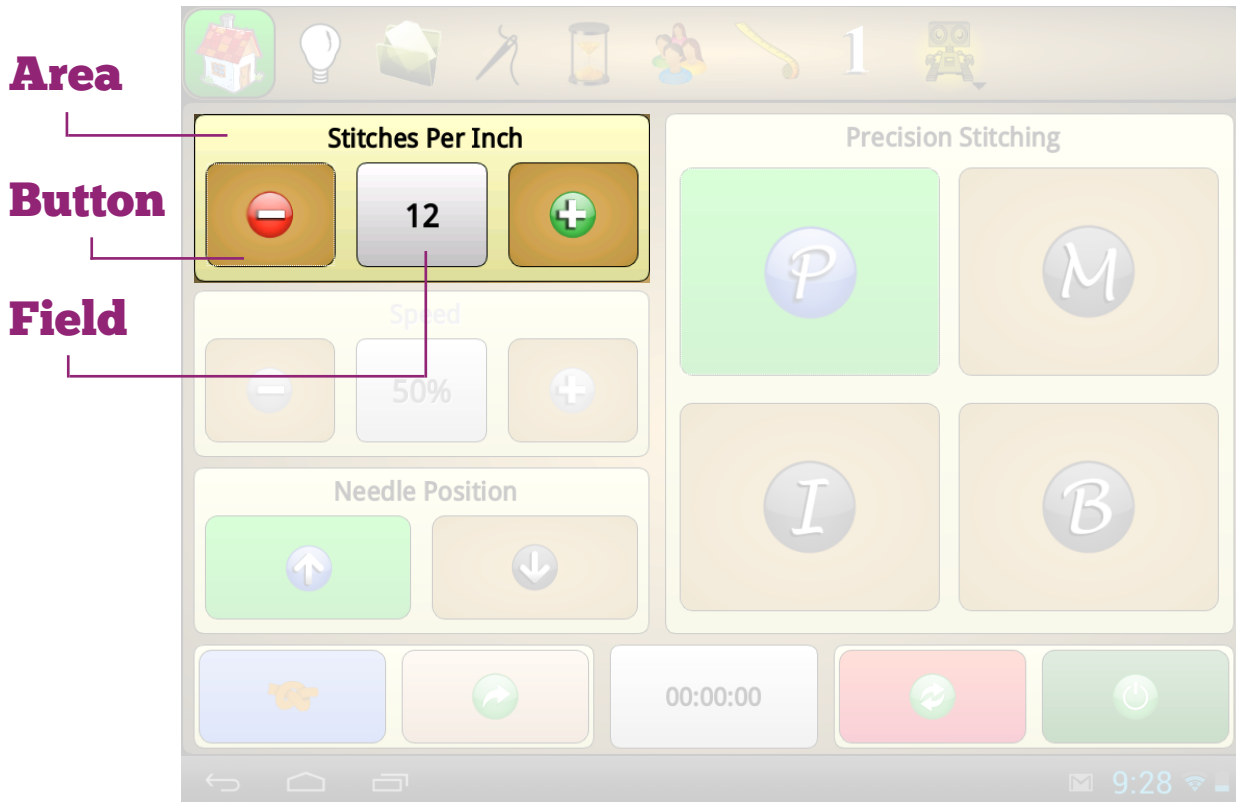 1
Area
Stitches Per Inch
Precision Stitching
Button
12
P
M
Field
Speed
50%
Needle Position
I
B
00:00:00
9:28